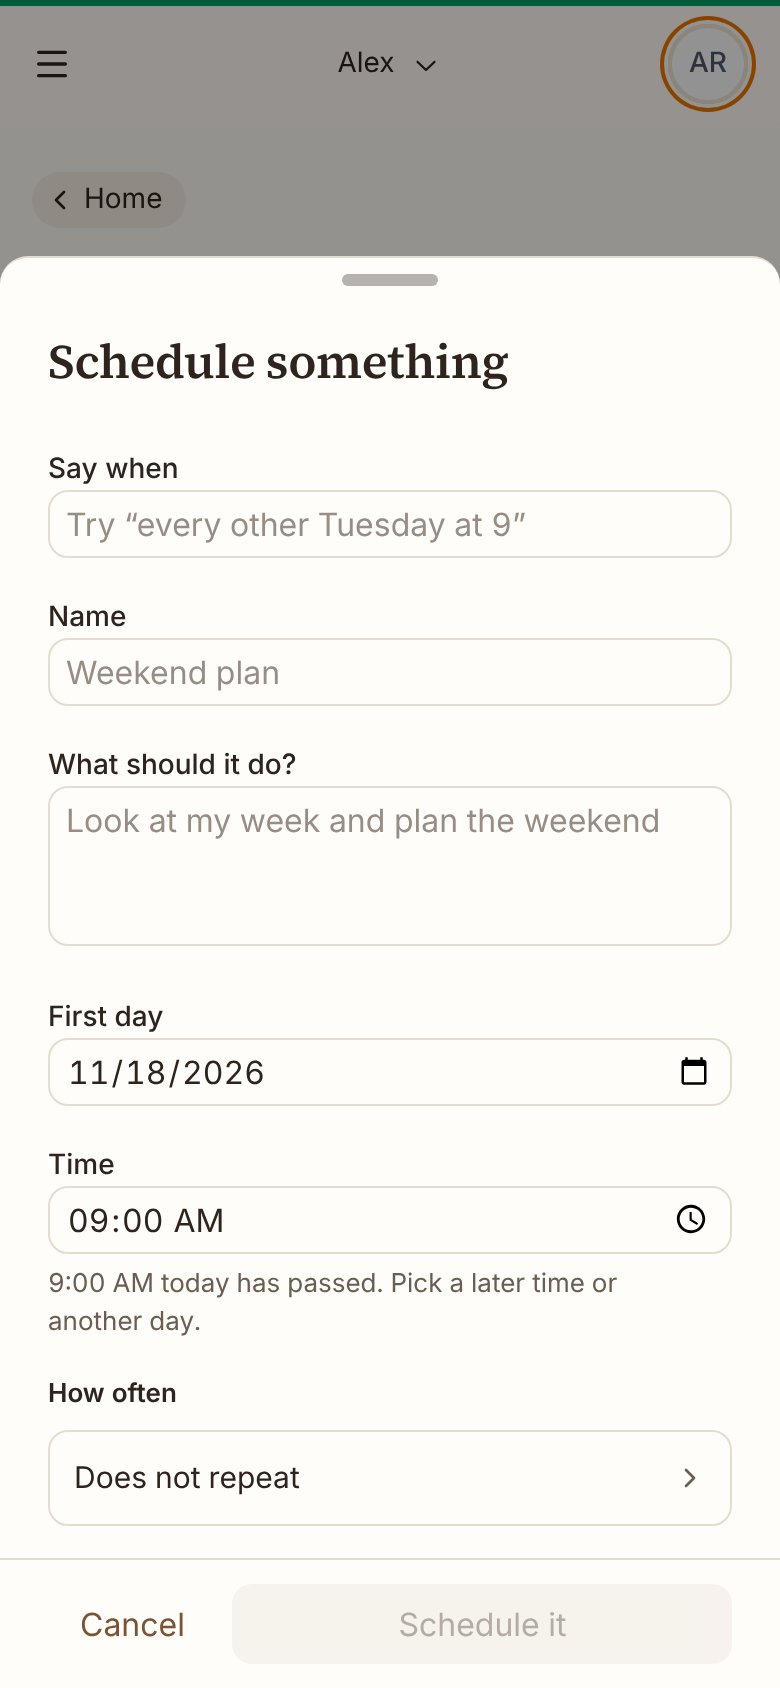 Alex
AR
Home
Schedule something
Say when
Try “every other Tuesday at 9”
Name
Weekend plan
What should it do?
Look at my week and plan the weekend
First day
11/18/2026
Time
09:00 AM
9:00 AM today has passed. Pick a later time or
another day.
How often
Does not repeat
Cancel
Schedule it